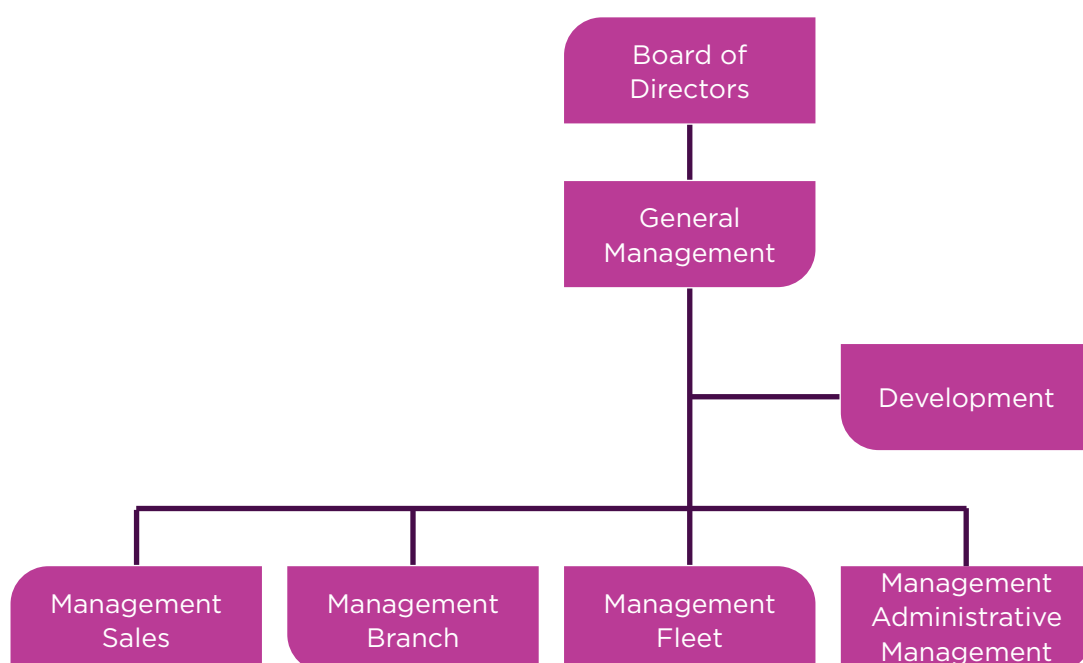 Board of
Directors
General
Management
Development
Management
Sales
Management
Branch
Management
Fleet
Management
Administrative
Management